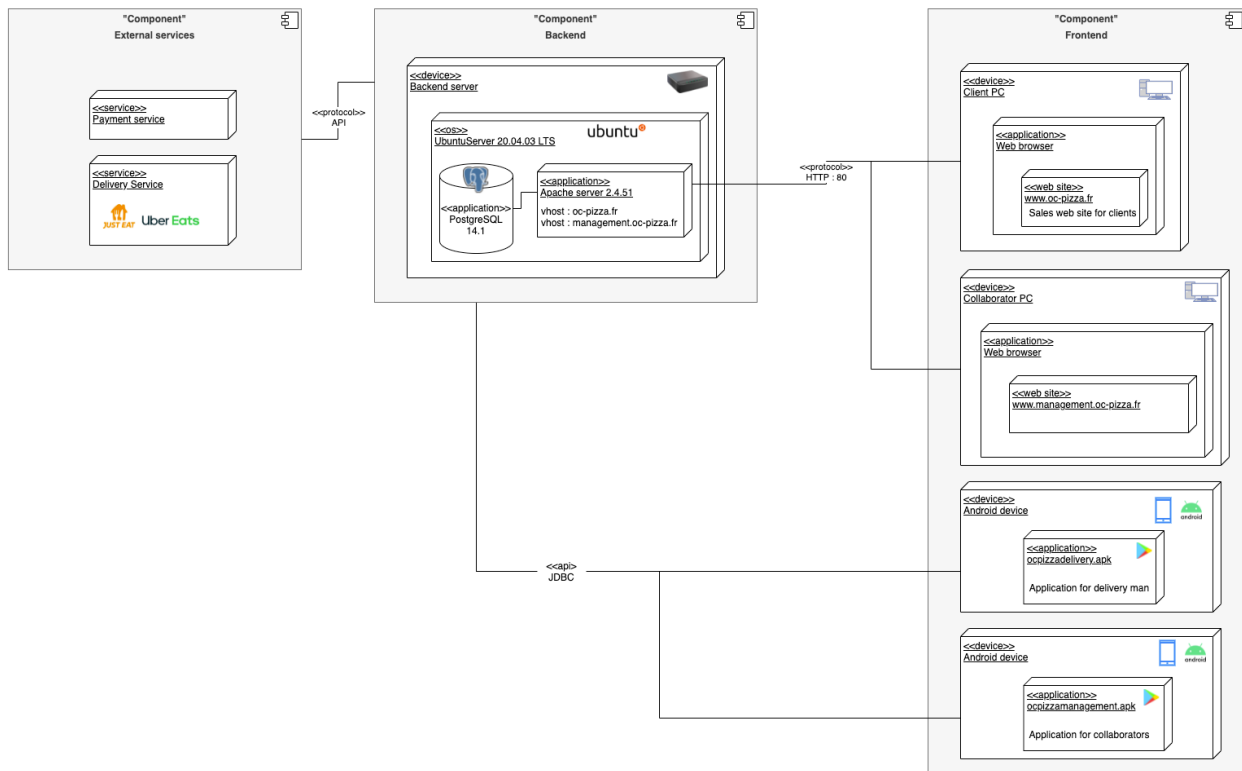 "Component"
External services
<<service>>
Payment service
<<service>>
Delivery Service
JUST EAT
Uber Eats
<<protocol>>
API
"Component"
Backend
<<device>>
Backend server
<<os>>
UbuntuServer 20.04.03 LTS
ubuntu
<<application>>
PostgreSQL
14.1
<<application>>
Apache server 2.4.51
vhost : oc-pizza.fr
vhost : management.oc-pizza.fr
<<protocol>>
HTTP : 80
<<api>
JDBC
"Component"
Frontend
<<device>>
Client PC
<<application>>
Web browser
<<web site>>
www.oc-pizza.fr
Sales web site for clients
<<device>>
Collaborator PC
<<application>>
Web browser
<<web site>>
www.management.oc-pizza.fr
<<device>>
Android device
android
<<application>>
ocpizzadelivery.apk
Application for delivery man
<<device>>
Android device
android
<<application>>
ocpizzamanagement.apk
Application for collaborators